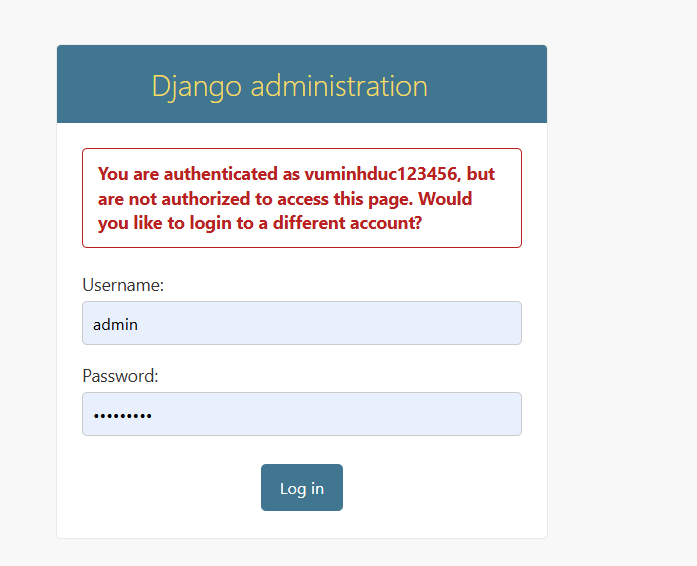 Django administration
You are authenticated as vuminhduc123456, but
are not authorized to access this page. Would
you like to login to a different account?
Username:
admin
Password:
•••••••••
Log in